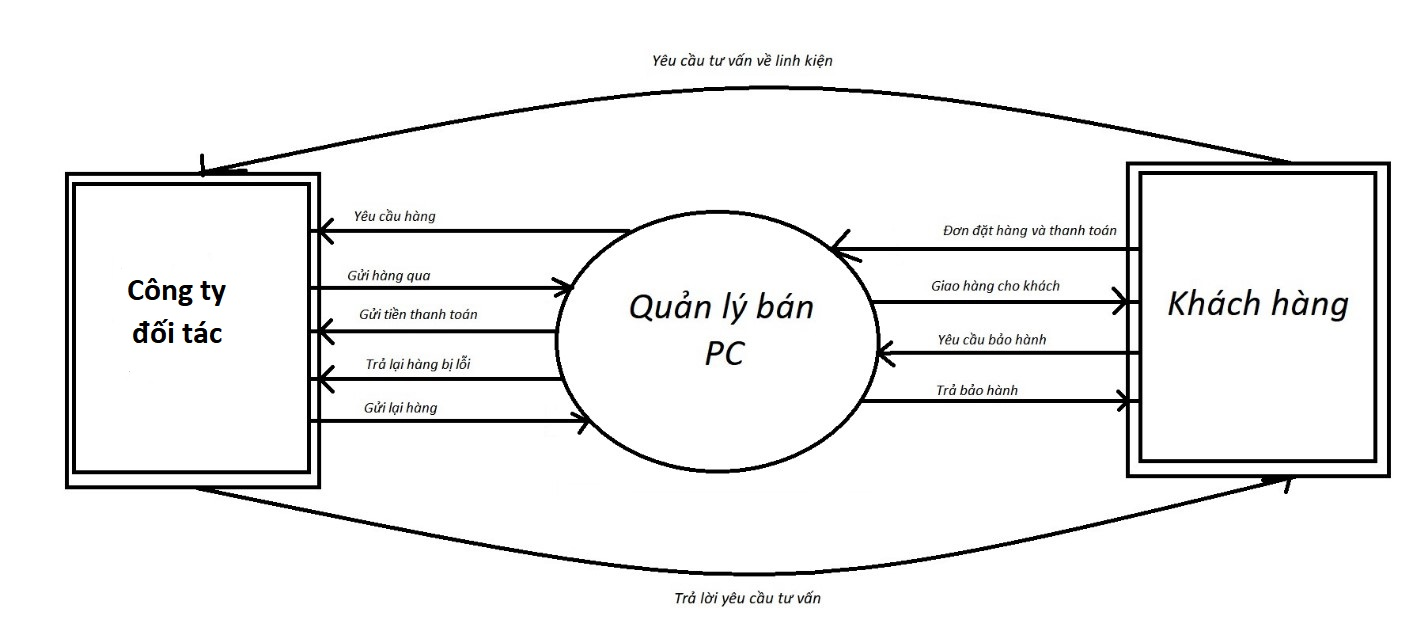 Yêu cầu tư vấn về linh kiện
Yêu cầu hàng
Gửi hàng qua
Gửi tiền thanh toán
Trả lại hàng bị lỗi
Gửi lại hàng
Công ty
đối tác
Quản lý bán
PC
Đơn đặt hàng và thanh toán
Giao hàng cho khách
Yêu cầu bảo hành
Trả bảo hành
Khách hàng
Trả lời yêu cầu tư vấn